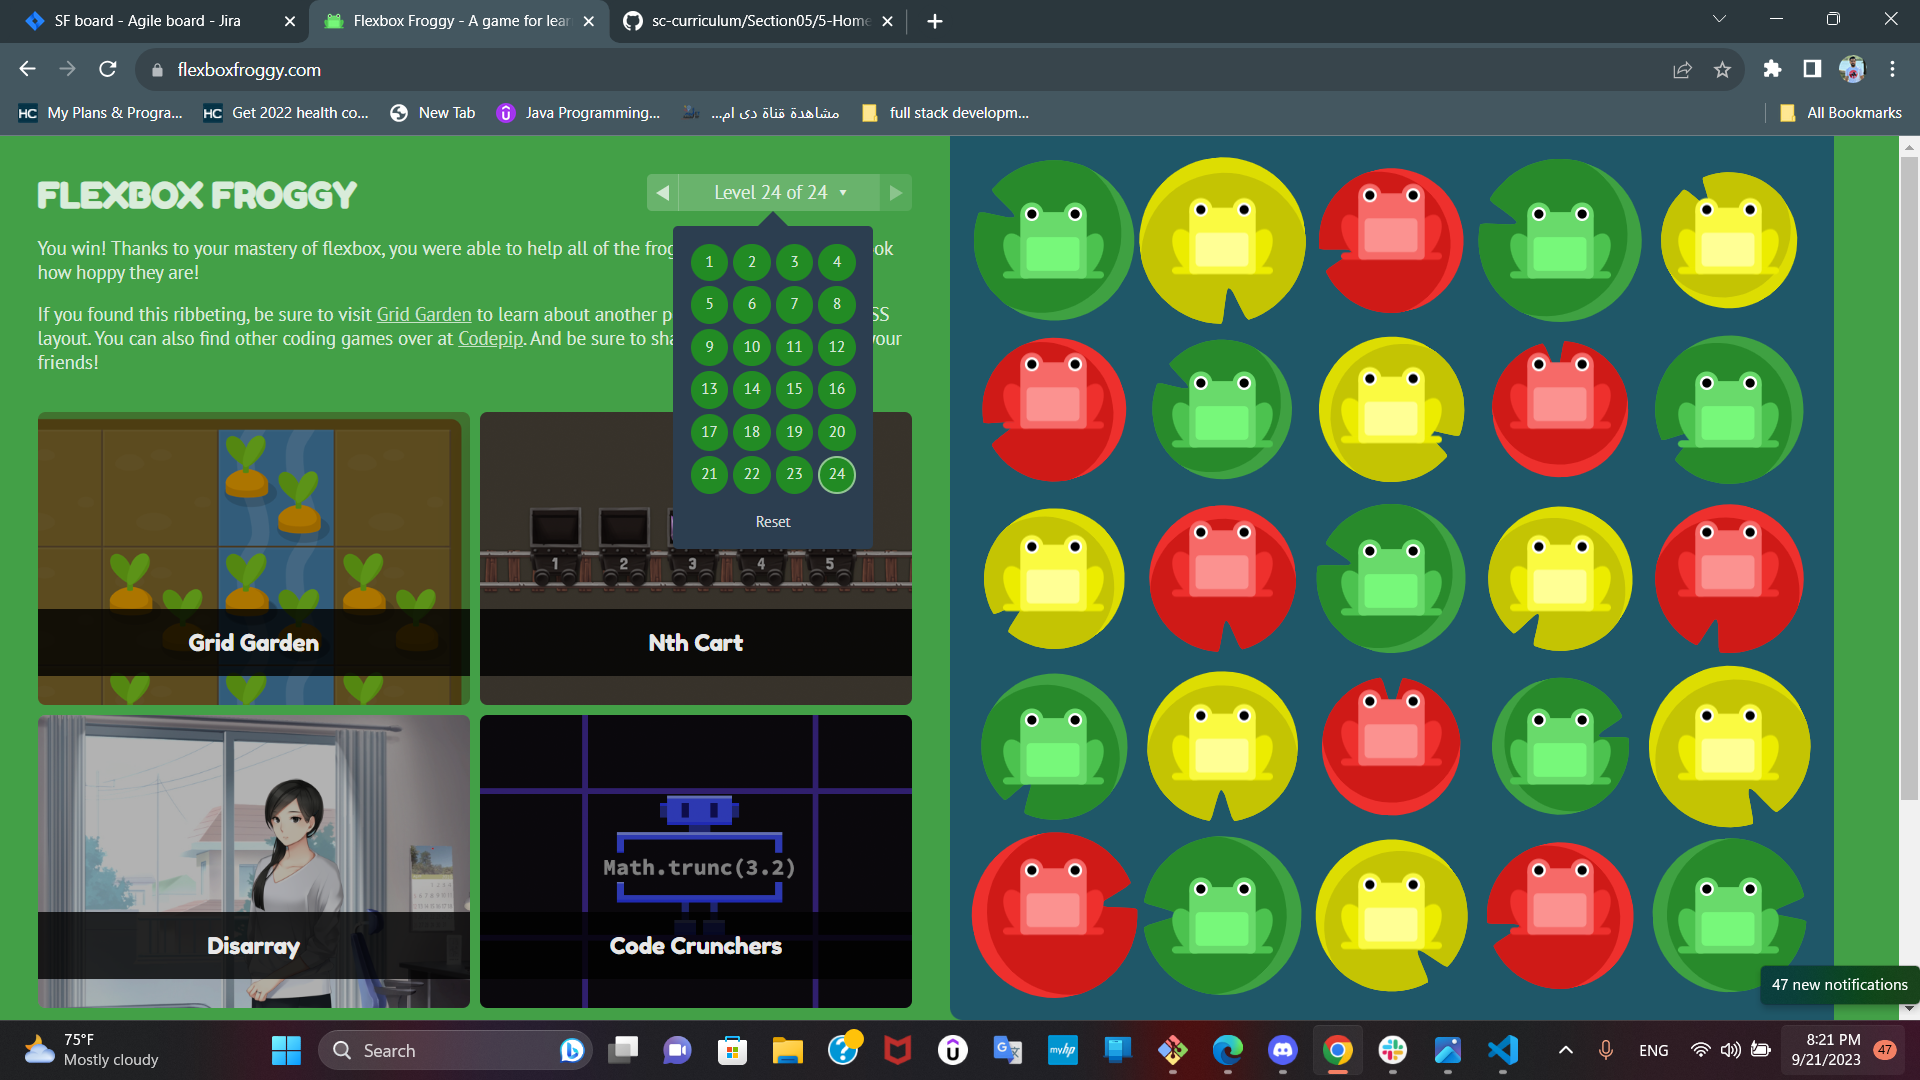 SF board - Agile board - Jira
Flexbox Froggy - A game for lear
sc-curriculum/Section05/5-Home
flexboxfroggy.com
HC My Plans & Progra...
HC Get 2022 health co...
New Tab
Java Programming...
مشاهدة قناة دى ام...
full stack developm...
All Bookmarks
FLEXBOX FROGGY
Level 24 of 24
You win! Thanks to your mastery of flexbox, you were able to help all of the frog
ok
how hoppy they are!
If you found this ribbeting, be sure to visit Grid Garden to learn about another p
SS
layout. You can also find other coding games over at Codepip. And be sure to sha
your
friends!
1 2 3 4
5 6 7 8
9 10 11 12
13 14 15 16
17 18 19 20
21 22 23 24
Reset
1 2 3 4 5
Grid Garden
Nth Cart
Math.trunc(3.2)
Disarray
Code Crunchers
47 new notifications
75°F
Mostly cloudy
Search
myhp
ENG
8:21 PM
9/21/2023
47